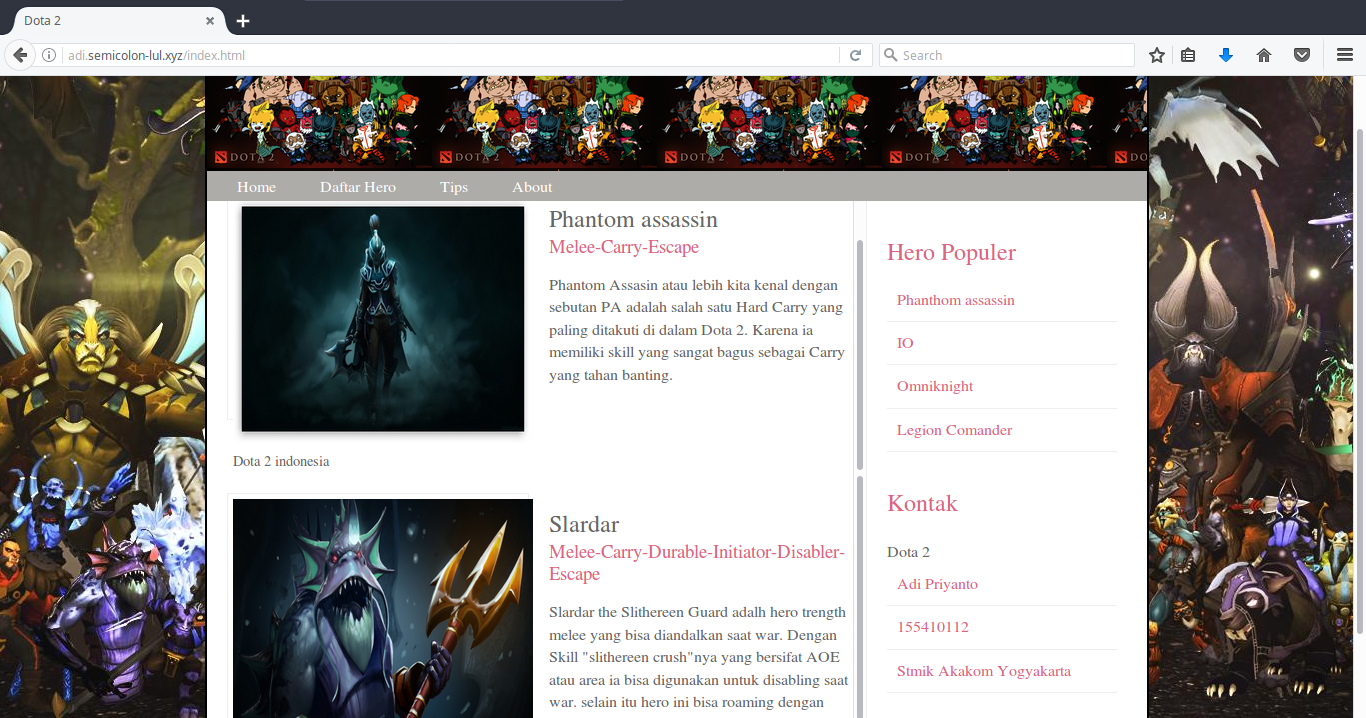 Dota 2
adi.semicolon-lul.xyz/index.html
Search
DOTA 2
DOTA 2
DOTA 2
DOTA 2
DOTA 2
Home
Daftar Hero
Tips
About
Phantom assassin
Melee-Carry-Escape
Phantom Assasin atau lebih kita kenal dengan
sebutan PA adalah salah satu Hard Carry yang
paling ditakuti di dalam Dota 2. Karena ia
memiliki skill yang sangat bagus sebagai Carry
yang tahan banting.
Dota 2 indonesia
Slardar
Melee-Carry-Durable-Initiator-Disabler-
Escape
Slardar the Slithereen Guard adalh hero trength
melee yang bisa diandalkan saat war. Dengan
Skill "slithereen crush"nya yang bersifat AOE
atau area ia bisa digunakan untuk disabling saat
war. selain itu hero ini bisa roaming dengan
Hero Populer
Phanthom assassin
IO
Omniknight
Legion Comander
Kontak
Dota 2
Adi Priyanto
155410112
Stmik Akakom Yogyakarta